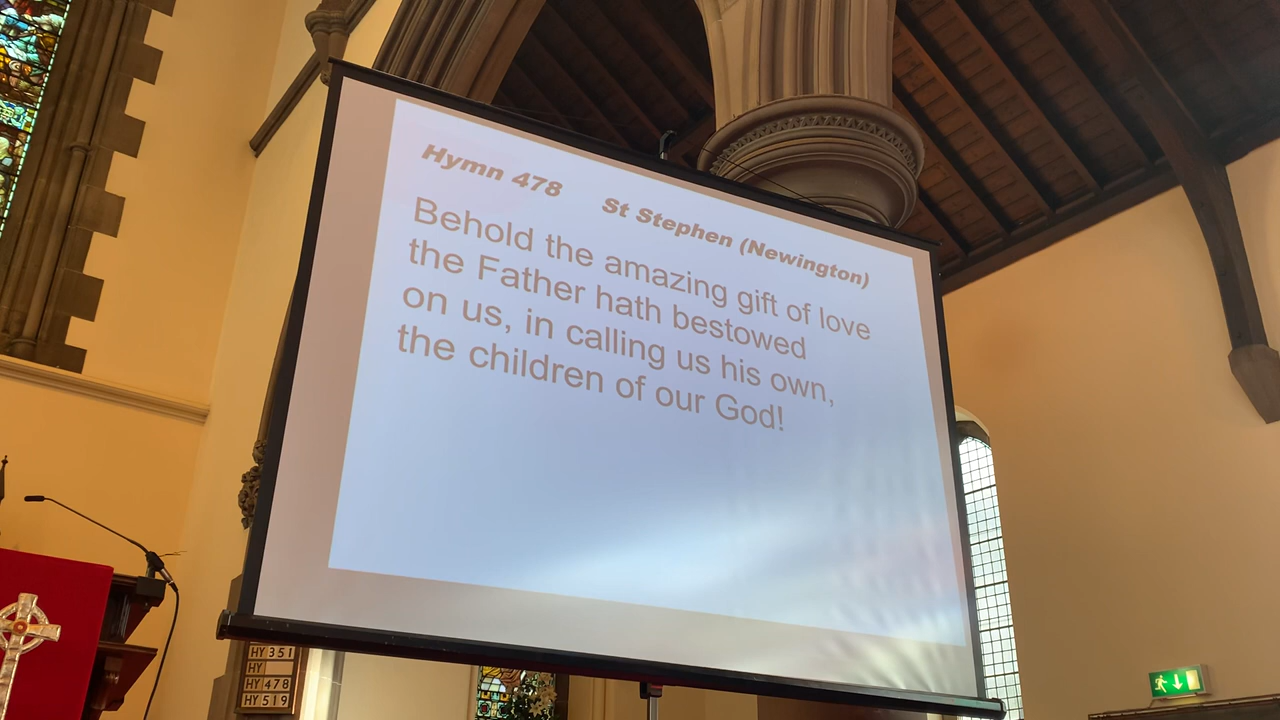 Hymn 478 St Stephen (Newington)
Behold the amazing gift of love
the Father hath bestowed
on us, in calling us his own,
the children of our God!
HY 351
HY
HY 478
HY 519